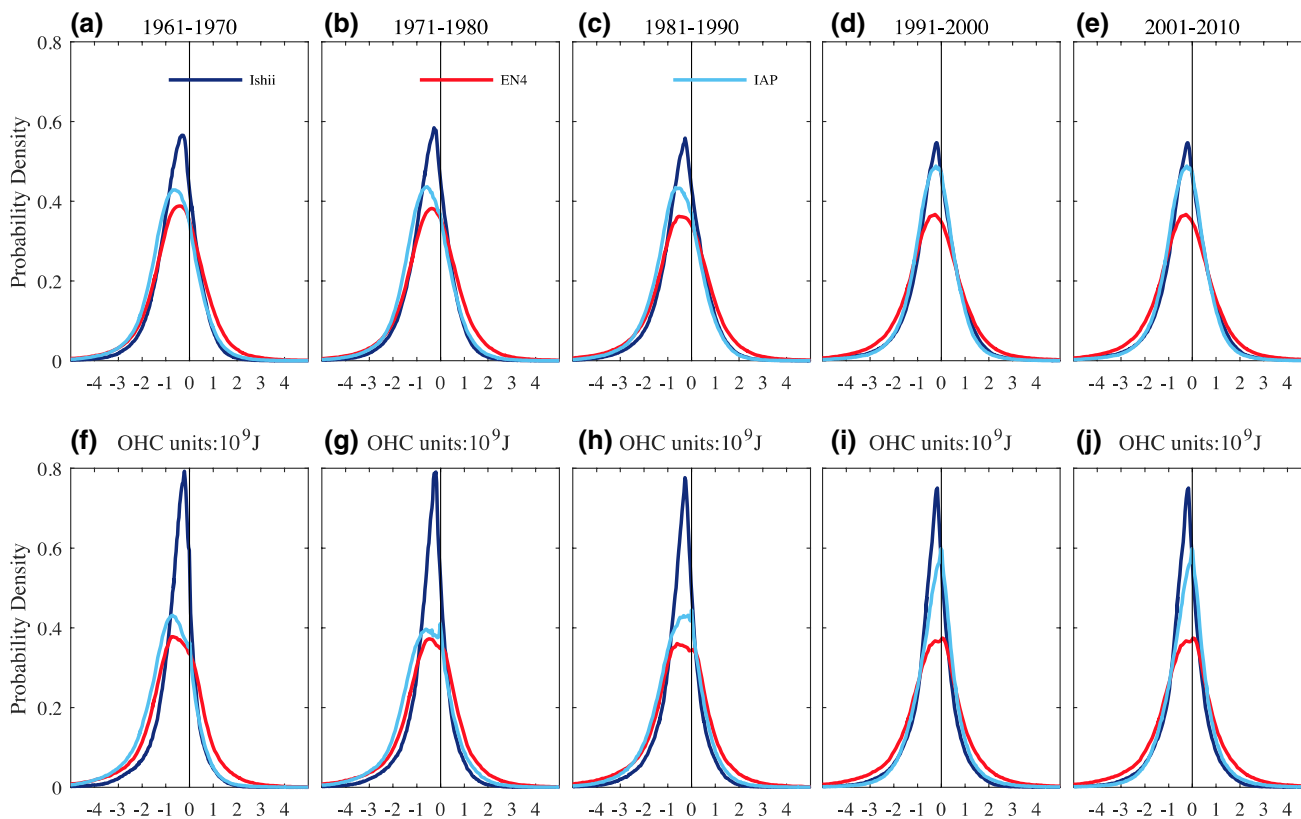 (a) (b) (c) (d) (e)
1961-1970 1971-1980 1981-1990 1991-2000 2001-2010
0.8
Ishii EN4 IAP
0.6
0.4
0.2
0
Probability Density
-4 -3 -2 -1 0 1 2 3 4 -4 -3 -2 -1 0 1 2 3 4 -4 -3 -2 -1 0 1 2 3 4 -4 -3 -2 -1 0 1 2 3 4 -4 -3 -2 -1 0 1 2 3 4
(f) OHC units:10⁹J (g) OHC units:10⁹J (h) OHC units:10⁹J (i) OHC units:10⁹J (j) OHC units:10⁹J
0.8
0.6
0.4
0.2
0
Probability Density
-4 -3 -2 -1 0 1 2 3 4 -4 -3 -2 -1 0 1 2 3 4 -4 -3 -2 -1 0 1 2 3 4 -4 -3 -2 -1 0 1 2 3 4 -4 -3 -2 -1 0 1 2 3 4